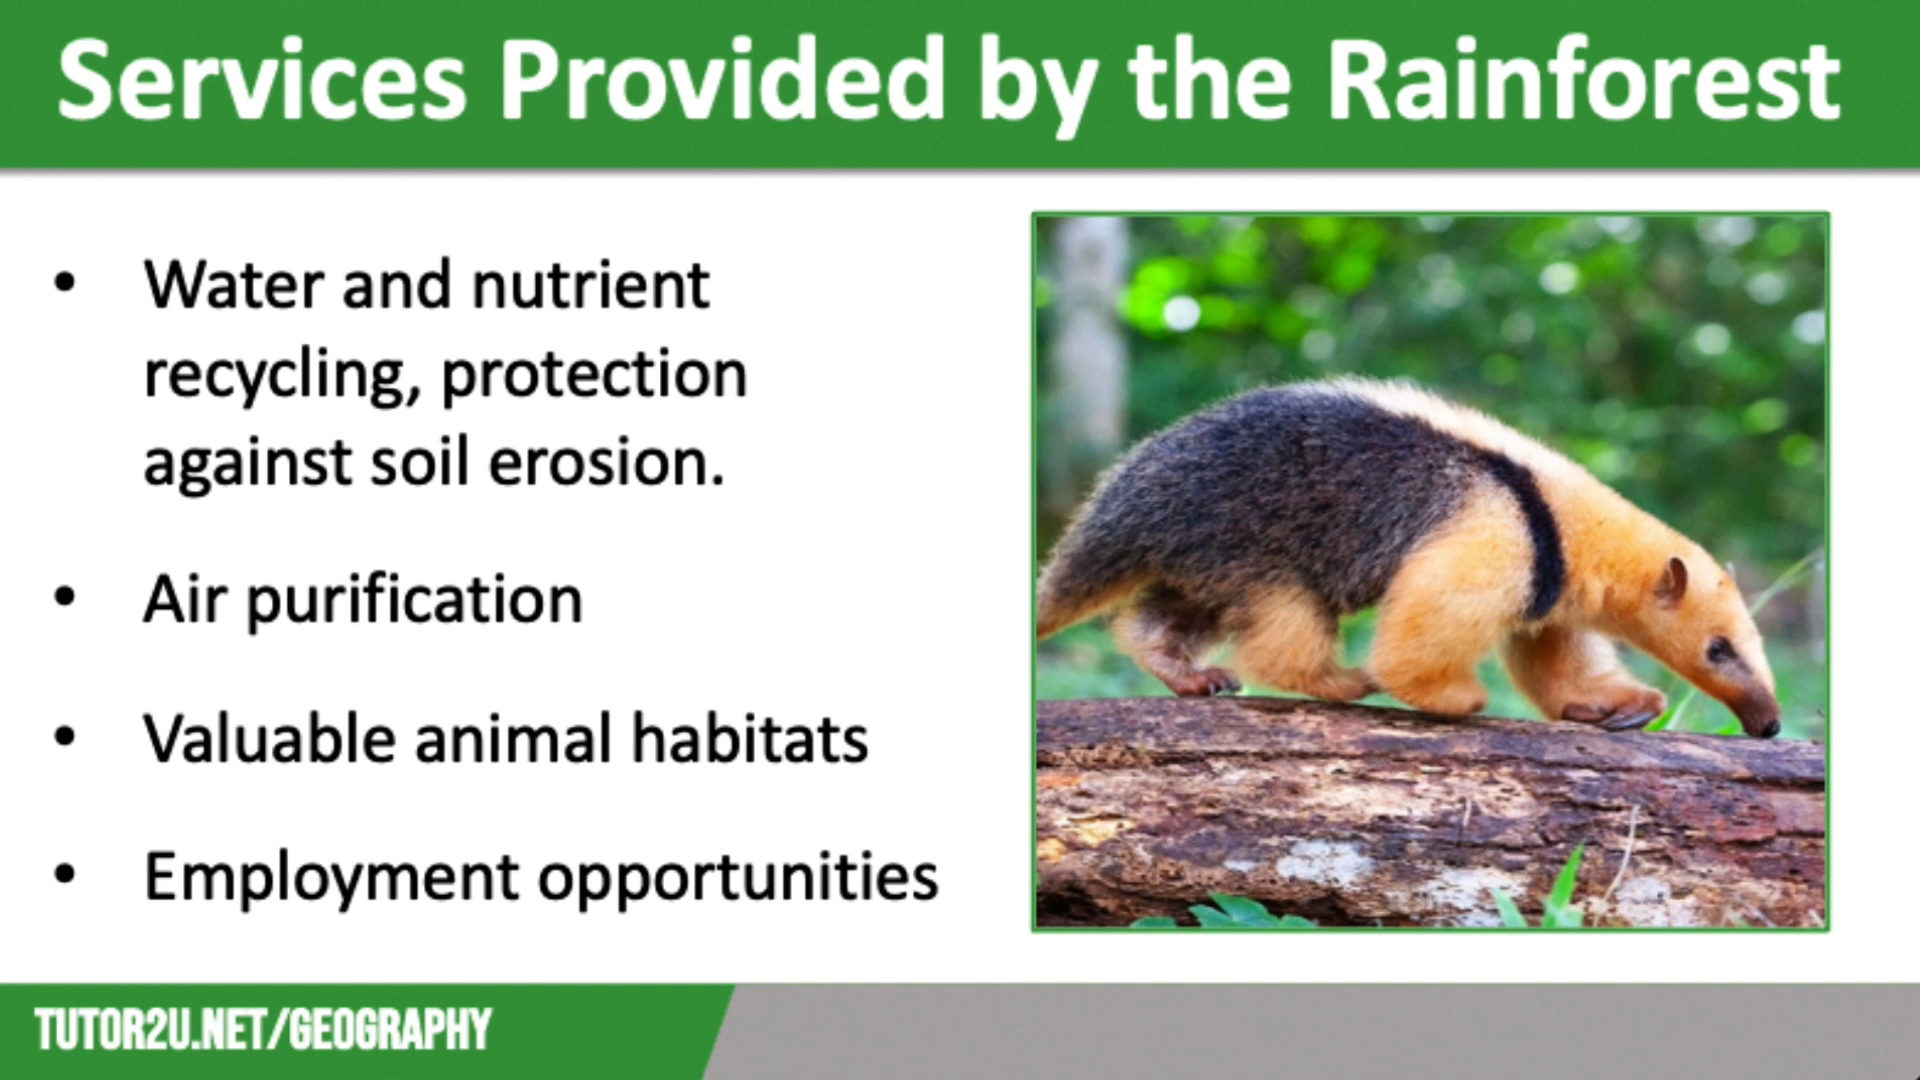 Services Provided by the Rainforest
• Water and nutrient
recycling, protection
against soil erosion.
• Air purification
• Valuable animal habitats
• Employment opportunities
TUTOR2U.NET/GEOGRAPHY